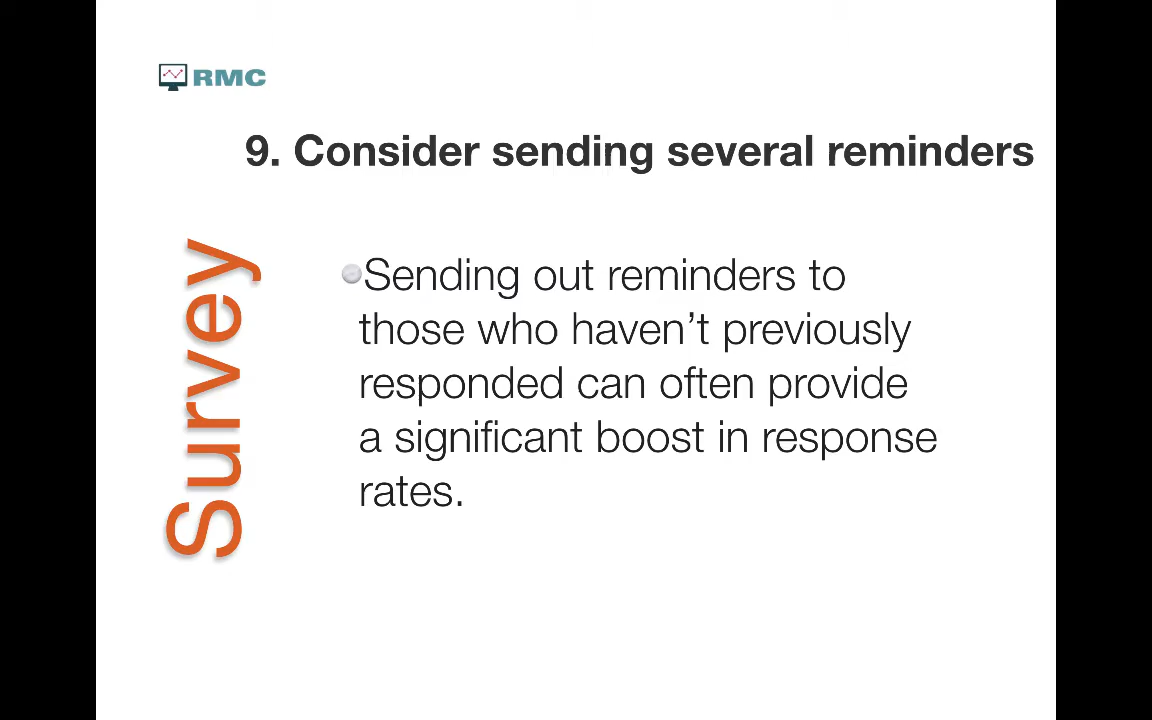 RMC
9. Consider sending several reminders
Survey
Sending out reminders to
those who haven’t previously
responded can often provide
a significant boost in response
rates.